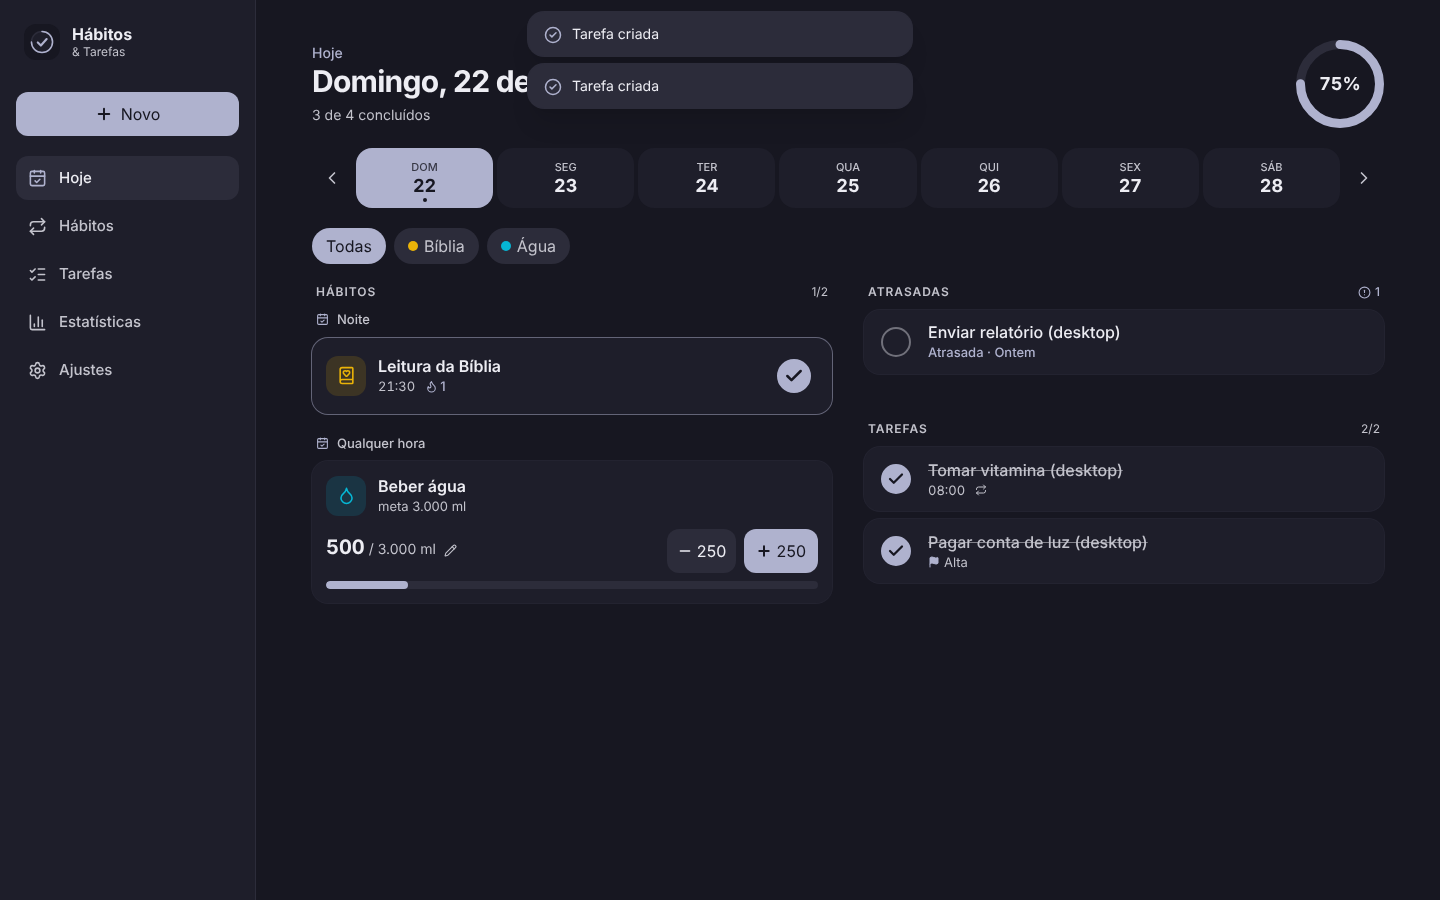 Hábitos
& Tarefas
Novo
Hoje
Hábitos
Tarefas
Estatísticas
Ajustes
Tarefa criada
Tarefa criada
Hoje
Domingo, 22 de
3 de 4 concluídos
75%
DOM
22
SEG
23
TER
24
QUA
25
QUI
26
SEX
27
SÁB
28
Todas
Bíblia
Água
HÁBITOS 1/2
Noite
Leitura da Bíblia
21:30 1
Qualquer hora
Beber água
meta 3.000 ml
500 / 3.000 ml
− 250
+ 250
ATRASADAS 1
Enviar relatório (desktop)
Atrasada · Ontem
TAREFAS 2/2
Tomar vitamina (desktop)
08:00
Pagar conta de luz (desktop)
Alta